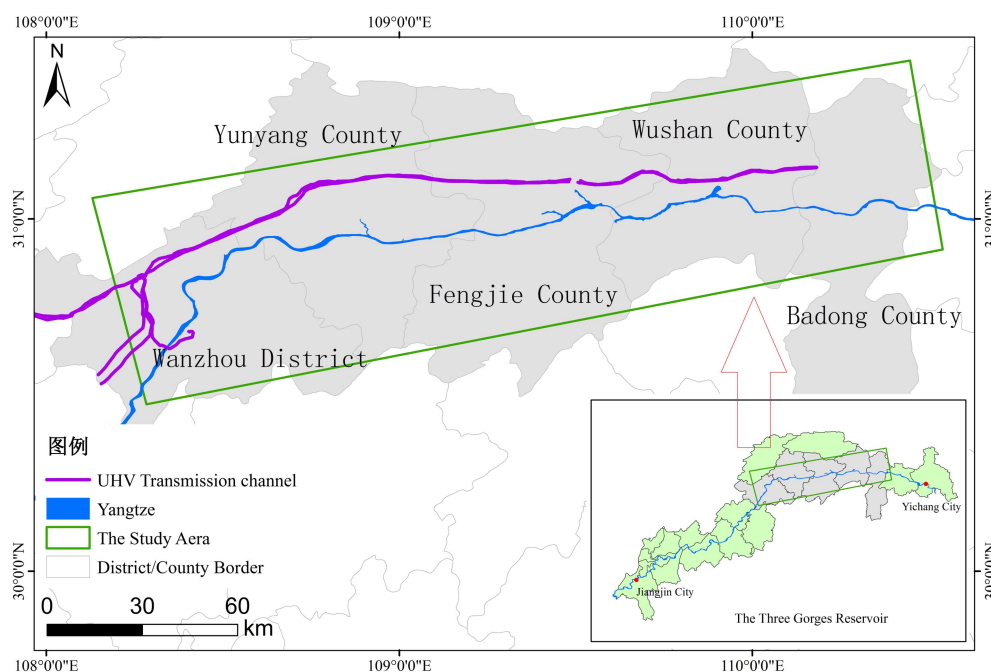 108°0'0"E
109°0'0"E
110°0'0"E
N
Yunyang County
Wushan County
31°0'0"N
31°0'0"N
Fengjie County
Badong County
Wanzhou District
图例
UHV Transmission channel
Yangtze
The Study Aera
District/County Border
0 30 60
km
30°0'0"N
30°0'0"N
Yichang City
Jiangjin City
The Three Gorges Reservoir
108°0'0"E
109°0'0"E
110°0'0"E